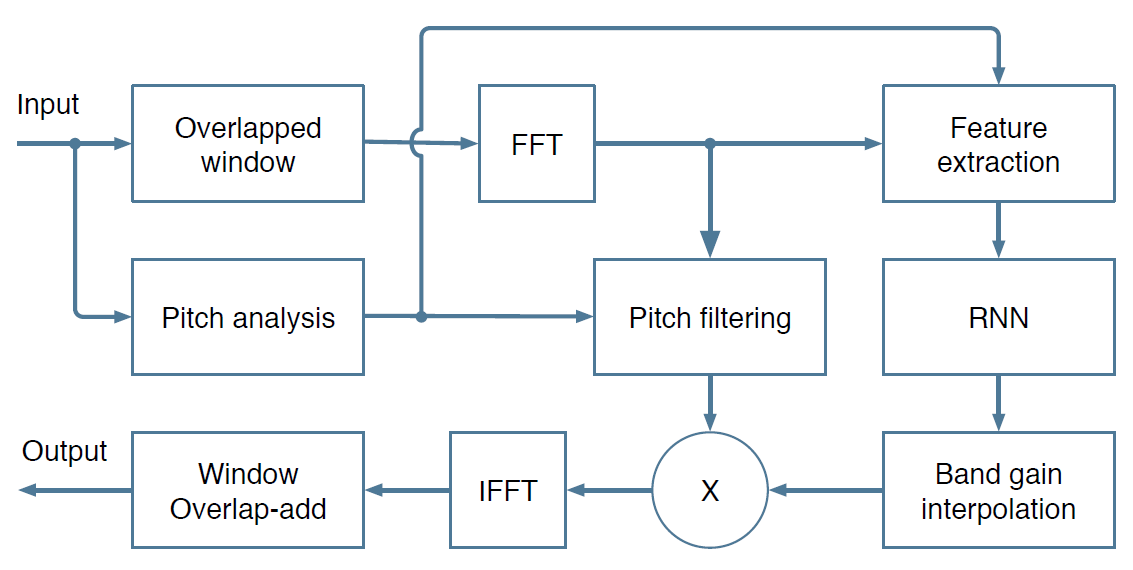 Input
Overlapped
window
FFT
Feature
extraction
Pitch analysis
Pitch filtering
RNN
Output
Window
Overlap-add
IFFT
X
Band gain
interpolation